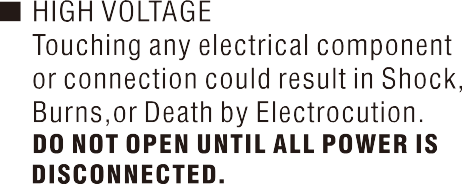 ■ HIGH VOLTAGE
Touching any electrical component
or connection could result in Shock,
Burns,or Death by Electrocution.
DO NOT OPEN UNTIL ALL POWER IS
DISCONNECTED.